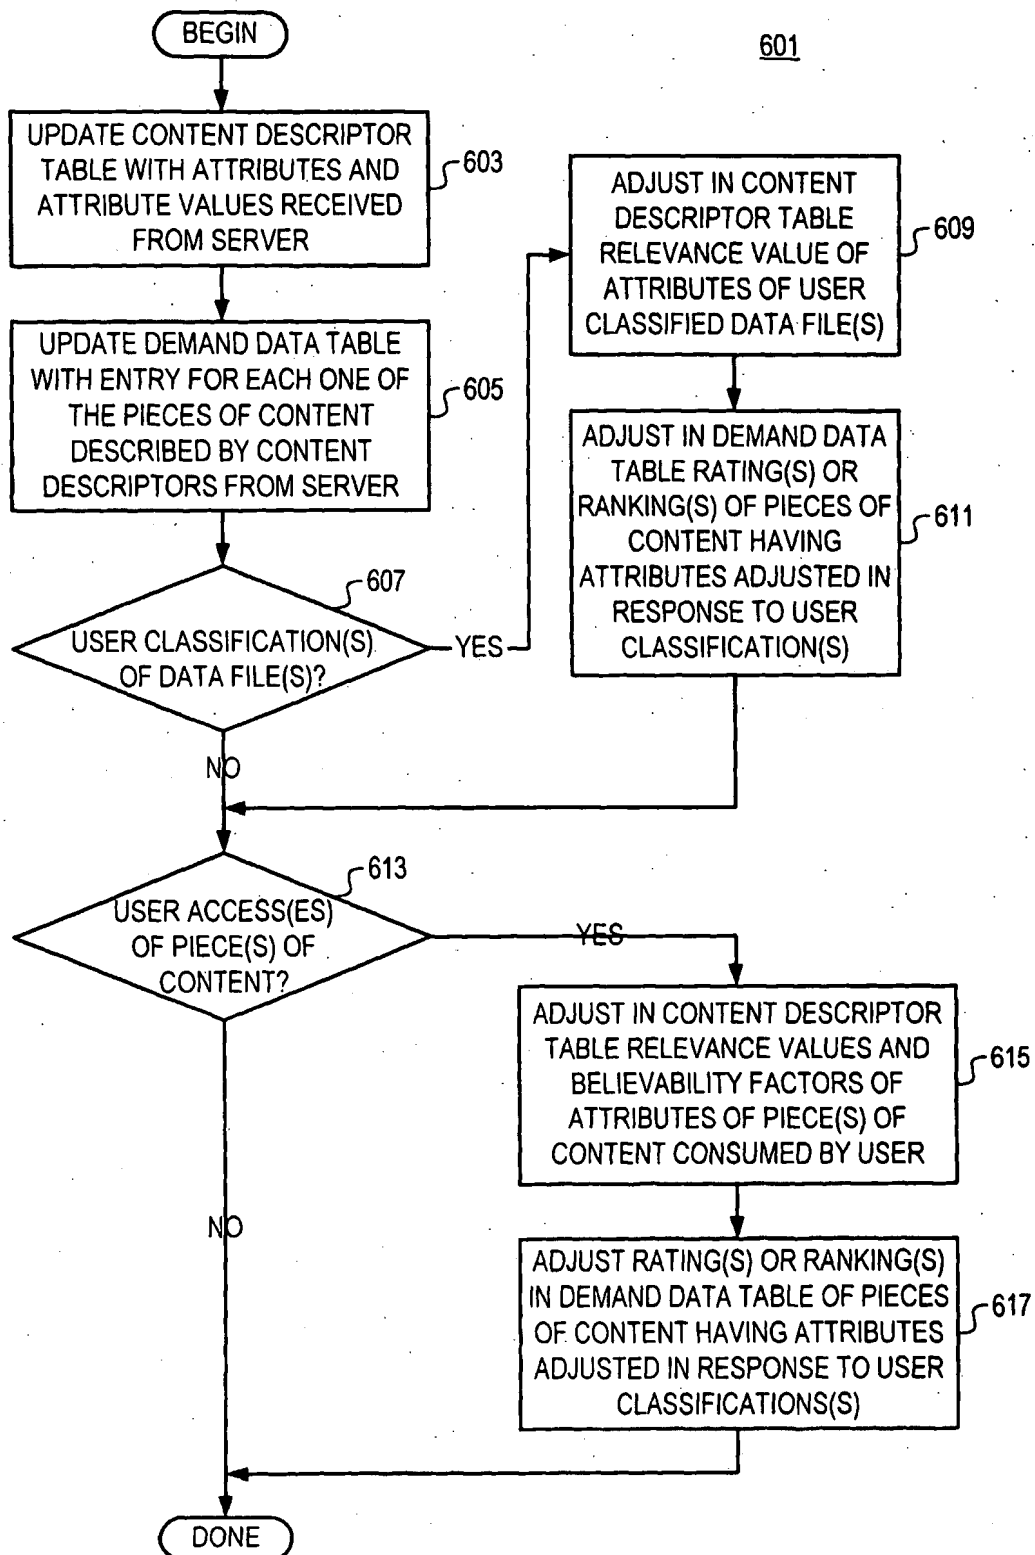 BEGIN
601
UPDATE CONTENT DESCRIPTOR
TABLE WITH ATTRIBUTES AND
ATTRIBUTE VALUES RECEIVED
FROM SERVER
603
UPDATE DEMAND DATA TABLE
WITH ENTRY FOR EACH ONE OF
THE PIECES OF CONTENT
DESCRIBED BY CONTENT
DESCRIPTORS FROM SERVER
605
607
USER CLASSIFICATION(S)
OF DATA FILE(S)?
YES
NO
ADJUST IN CONTENT
DESCRIPTOR TABLE
RELEVANCE VALUE OF
ATTRIBUTES OF USER
CLASSIFIED DATA FILE(S)
609
ADJUST IN DEMAND DATA
TABLE RATING(S) OR
RANKING(S) OF PIECES OF
CONTENT HAVING
ATTRIBUTES ADJUSTED IN
RESPONSE TO USER
CLASSIFICATION(S)
611
613
USER ACCESS(ES)
OF PIECE(S) OF
CONTENT?
YES
NO
ADJUST IN CONTENT DESCRIPTOR
TABLE RELEVANCE VALUES AND
BELIEVABILITY FACTORS OF
ATTRIBUTES OF PIECE(S) OF
CONTENT CONSUMED BY USER
615
ADJUST RATING(S) OR RANKING(S)
IN DEMAND DATA TABLE OF PIECES
OF CONTENT HAVING ATTRIBUTES
ADJUSTED IN RESPONSE TO USER
CLASSIFICATIONS(S)
617
DONE